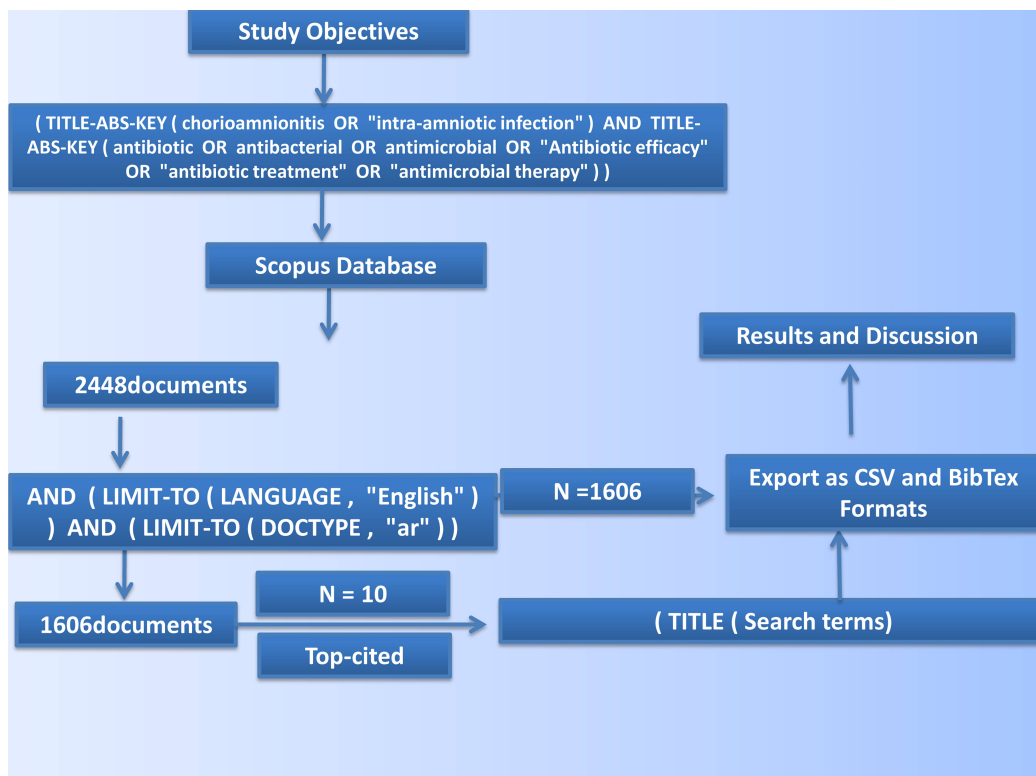 Study Objectives
( TITLE-ABS-KEY ( chorioamnionitis OR "intra-amniotic infection" ) AND TITLE-
ABS-KEY ( antibiotic OR antibacterial OR antimicrobial OR "Antibiotic efficacy"
OR "antibiotic treatment" OR "antimicrobial therapy" ) )
Scopus Database
Results and Discussion
2448documents
AND ( LIMIT-TO ( LANGUAGE , "English" )
) AND ( LIMIT-TO ( DOCTYPE , "ar" ) )
N =1606
Export as CSV and BibTex
Formats
1606documents
N = 10
Top-cited
( TITLE ( Search terms)